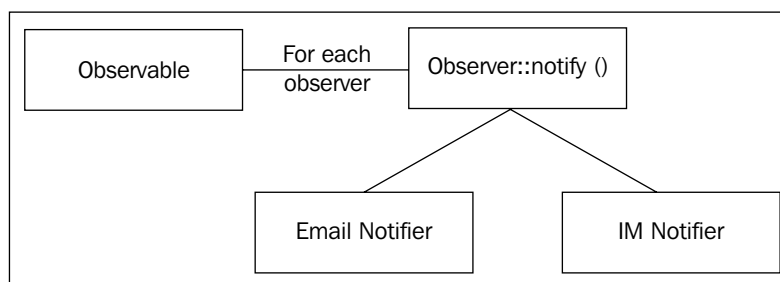 Observable
For each
observer
Observer::notify ()
Email Notifier
IM Notifier